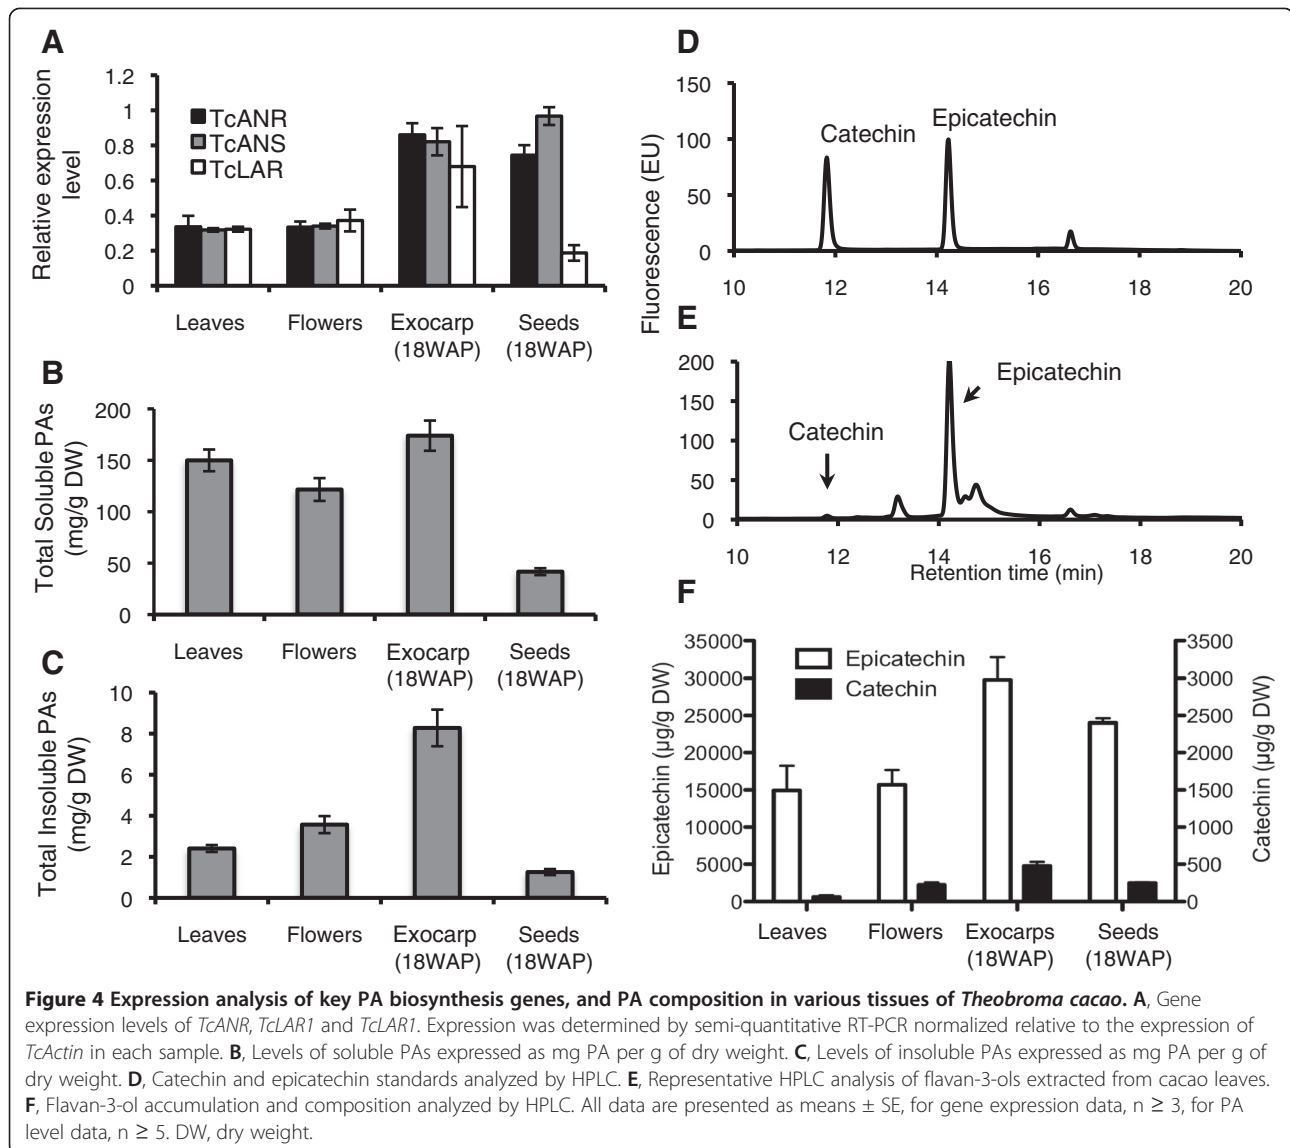 A
1.2
1
0.8
0.6
0.4
0.2
0
Relative expression
level
TcANR
TcANS
TcLAR
Leaves
Flowers
Exocarp
(18WAP)
Seeds
(18WAP)
B
200
150
100
50
0
Total Soluble PAs
(mg/g DW)
Leaves
Flowers
Exocarp
(18WAP)
Seeds
(18WAP)
C
10
8
6
4
2
0
Total Insoluble PAs
(mg/g DW)
Leaves
Flowers
Exocarp
(18WAP)
Seeds
(18WAP)
D
150
100
50
0
Catechin
Epicatechin
10 12 14 16 18 20
Fluorescence (EU)
E
200
150
100
50
0
Catechin
Epicatechin
10 12 14 16 18 20
Retention time (min)
F
35000
30000
25000
20000
15000
10000
5000
0
Epicatechin (µg/g DW)
Epicatechin
Catechin
3500
3000
2500
2000
1500
1000
500
0
Catechin (µg/g DW)
Leaves
Flowers
Exocarps
(18WAP)
Seeds
(18WAP)
Figure 4 Expression analysis of key PA biosynthesis genes, and PA composition in various tissues of Theobroma cacao. A, Gene
expression levels of TcANR, TcLAR1 and TcLAR1. Expression was determined by semi-quantitative RT-PCR normalized relative to the expression of
TcActin in each sample. B, Levels of soluble PAs expressed as mg PA per g of dry weight. C, Levels of insoluble PAs expressed as mg PA per g of
dry weight. D, Catechin and epicatechin standards analyzed by HPLC. E, Representative HPLC analysis of flavan-3-ols extracted from cacao leaves.
F, Flavan-3-ol accumulation and composition analyzed by HPLC. All data are presented as means ± SE, for gene expression data, n ≥ 3, for PA
level data, n ≥ 5. DW, dry weight.